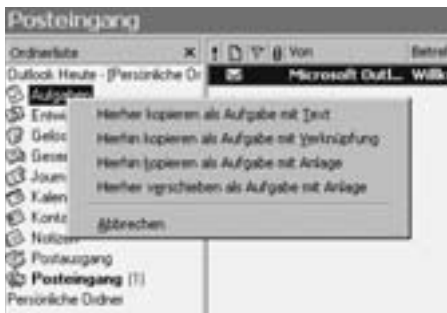 Posteingang
Ordnerliste Von Betref
Outlook Heute - [Persönliche Or
Aufgaben
Hierher kopieren als Aufgabe mit Text
Entwü
Hierhin kopieren als Aufgabe mit Verknüpfung
Gelös
Hierhin kopieren als Aufgabe mit Anlage
Gesen
Hierher verschieben als Aufgabe mit Anlage
Journ
Kalen
Konta
Abbrechen
Notizen
Postausgang
Posteingang (1)
Persönliche Ordner
Microsoft Outl... Willk